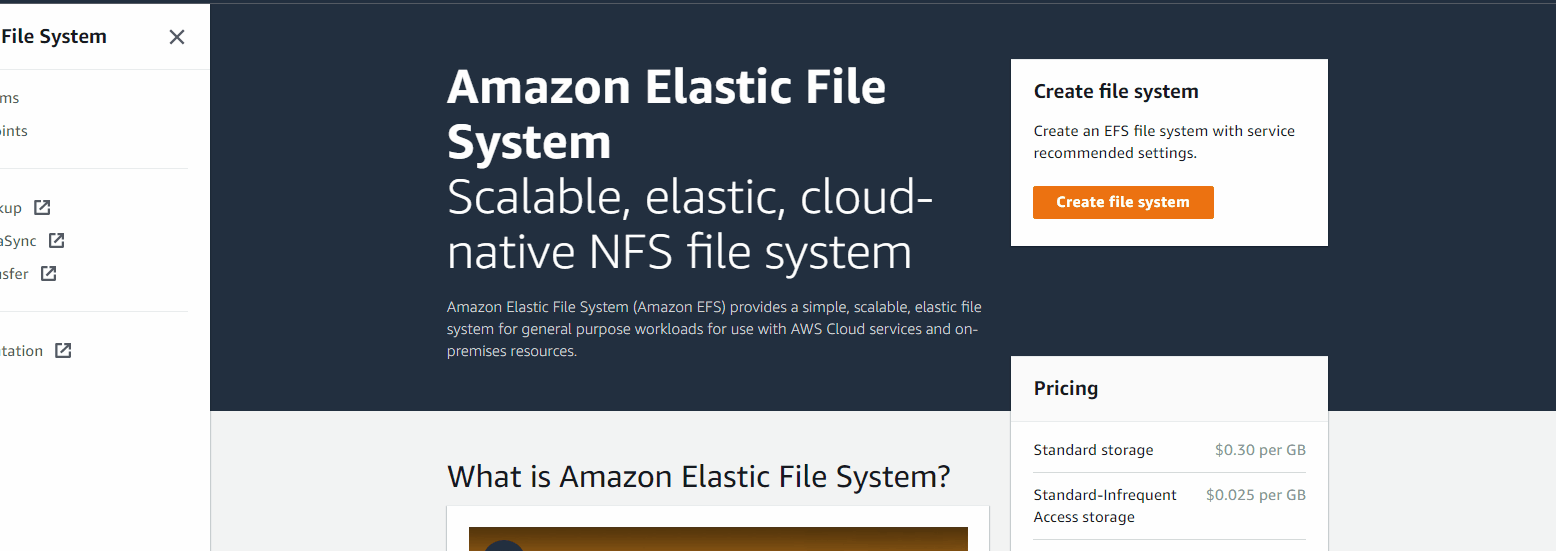 File System
ms
oints
kup
aSync
nsfer
tation
Amazon Elastic File
System
Scalable, elastic, cloud-
native NFS file system
Amazon Elastic File System (Amazon EFS) provides a simple, scalable, elastic file
system for general purpose workloads for use with AWS Cloud services and on-
premises resources.
What is Amazon Elastic File System?
Create file system
Create an EFS file system with service
recommended settings.
Create file system
Pricing
Standard storage $0.30 per GB
Standard-Infrequent $0.025 per GB
Access storage